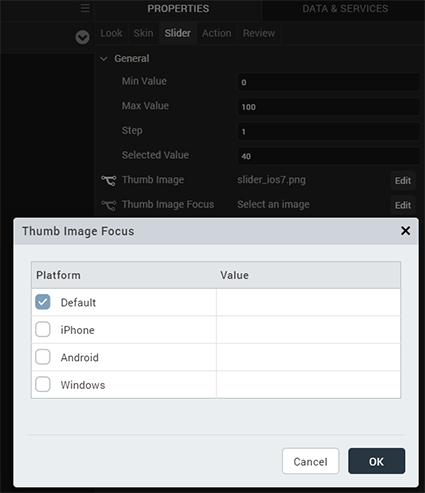 PROPERTIES DATA & SERVICES
Look Skin Slider Action Review
General
Min Value 0
Max Value 100
Step 1
Selected Value 40
Thumb Image slider_ios7.png Edit
Thumb Image Focus Select an image Edit
Thumb Image Focus
Platform Value
Default
iPhone
Android
Windows
Cancel OK